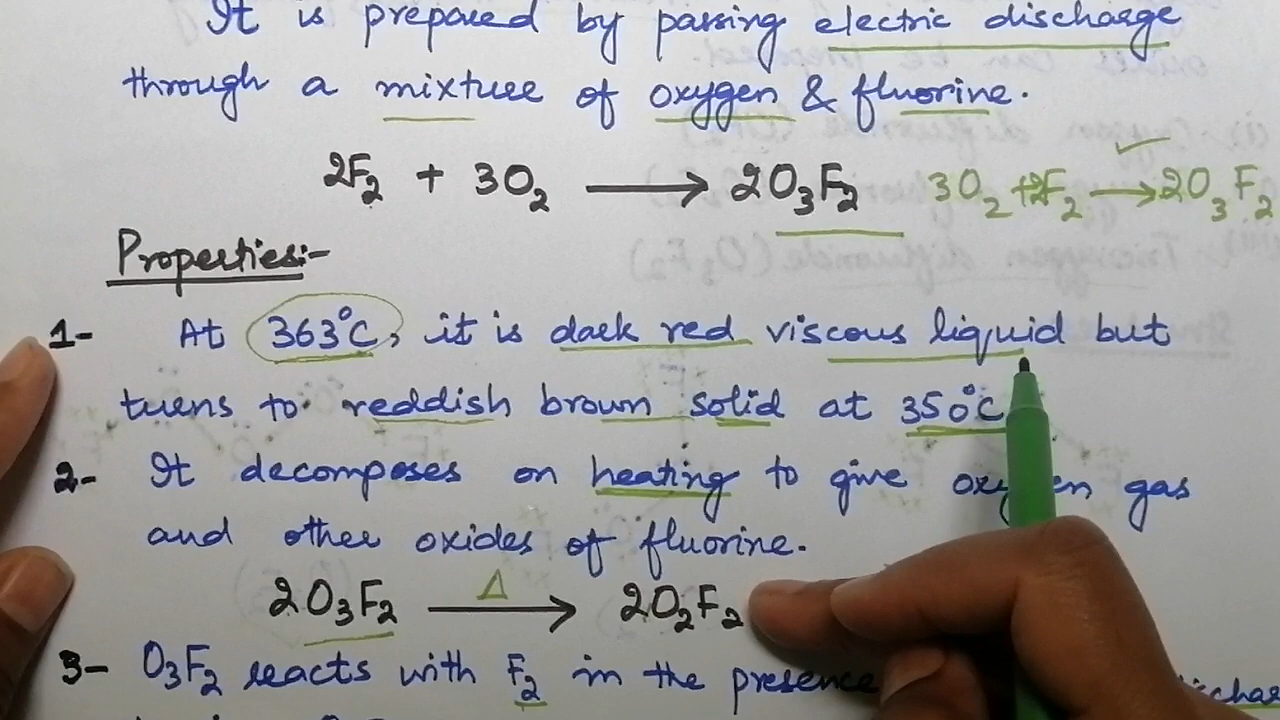 It is prepared by passing electric discharge
through a mixture of oxygen & fluorine.
2F₂ + 3O₂ ⟶ 2O₃F₂ 3O₂ + 2F₂ ⟶ 2O₃F₂
Properties:-
1- At 363°C, it is dark red viscous liquid but
turns to reddish brown solid at 350°C
2- It decomposes on heating to give gas
and other oxides of fluorine.
2O₃F₂ —Δ→ 2O₂F₂
3- O₃F₂ reacts with F₂ in the presence